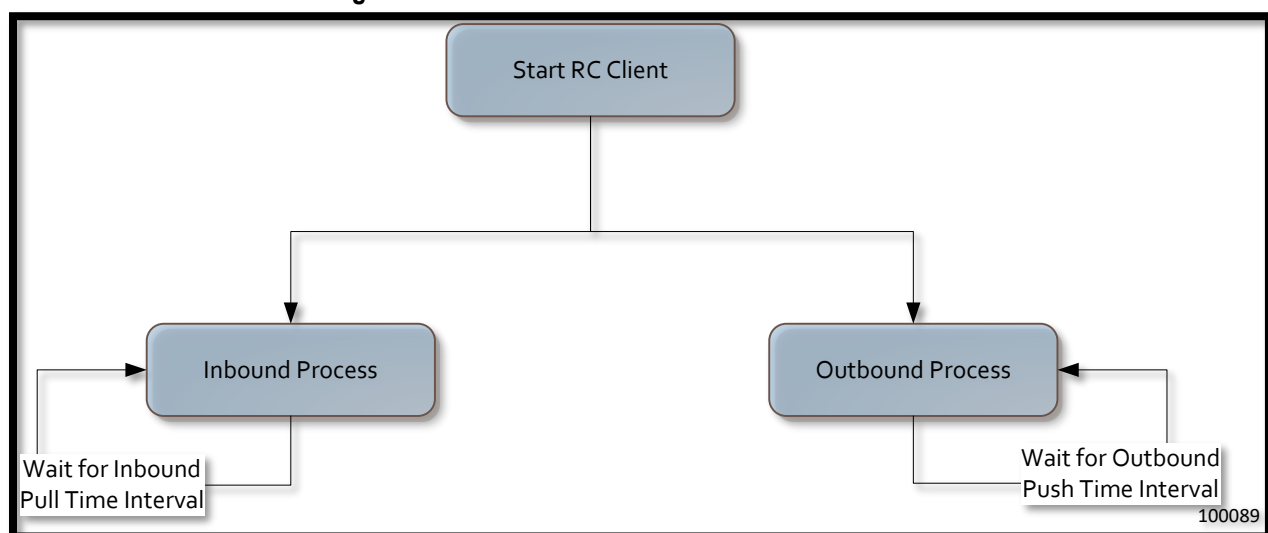 Start RC Client
Inbound Process
Outbound Process
Wait for Inbound
Pull Time Interval
Wait for Outbound
Push Time Interval
100089